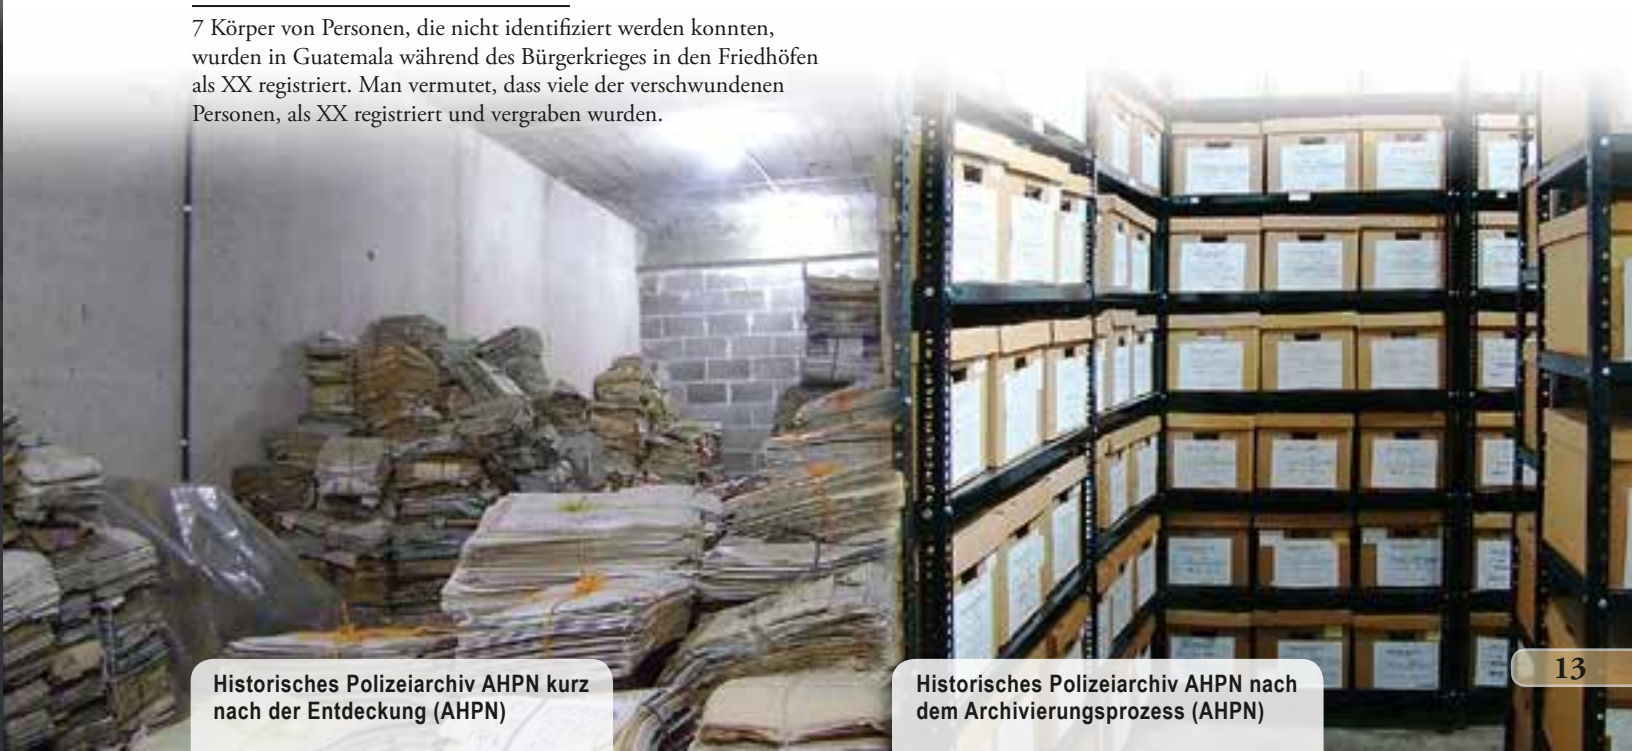 7 Körper von Personen, die nicht identifiziert werden konnten,
wurden in Guatemala während des Bürgerkrieges in den Friedhöfen
als XX registriert. Man vermutet, dass viele der verschwundenen
Personen, als XX registriert und vergraben wurden.
Historisches Polizeiarchiv AHPN kurz
nach der Entdeckung (AHPN)
Historisches Polizeiarchiv AHPN nach
dem Archivierungsprozess (AHPN)
13